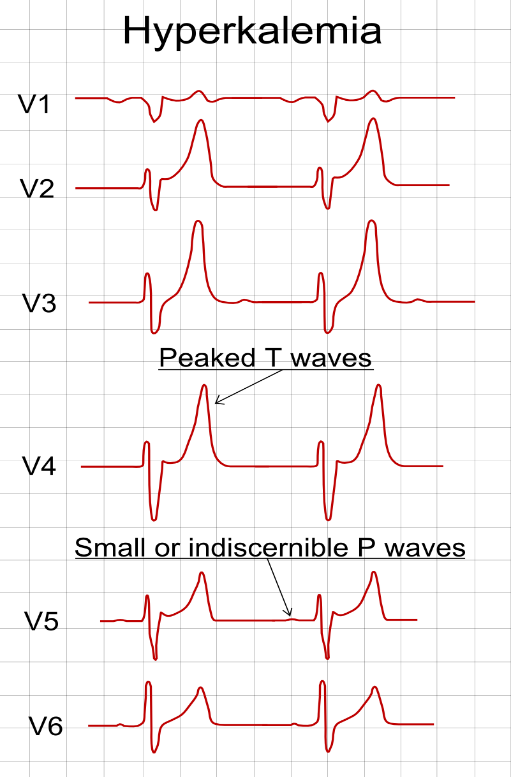 Hyperkalemia
V1
V2
V3
Peaked T waves
V4
Small or indiscernible P waves
V5
V6